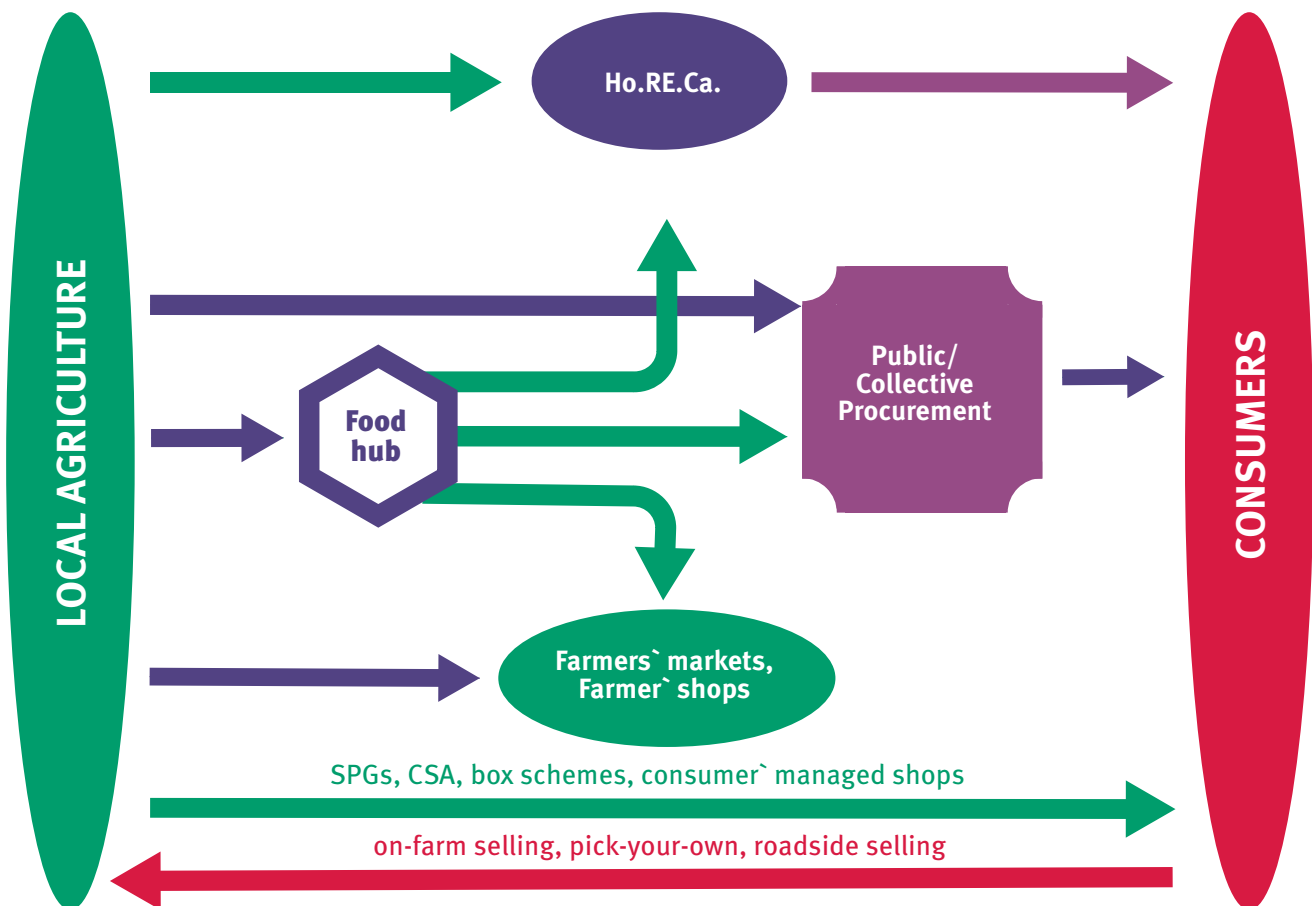 Ho.RE.Ca.
LOCAL AGRICULTURE
CONSUMERS
Public/
Collective
Procurement
Food
hub
Farmers` markets,
Farmer` shops
SPGs, CSA, box schemes, consumer` managed shops
on-farm selling, pick-your-own, roadside selling